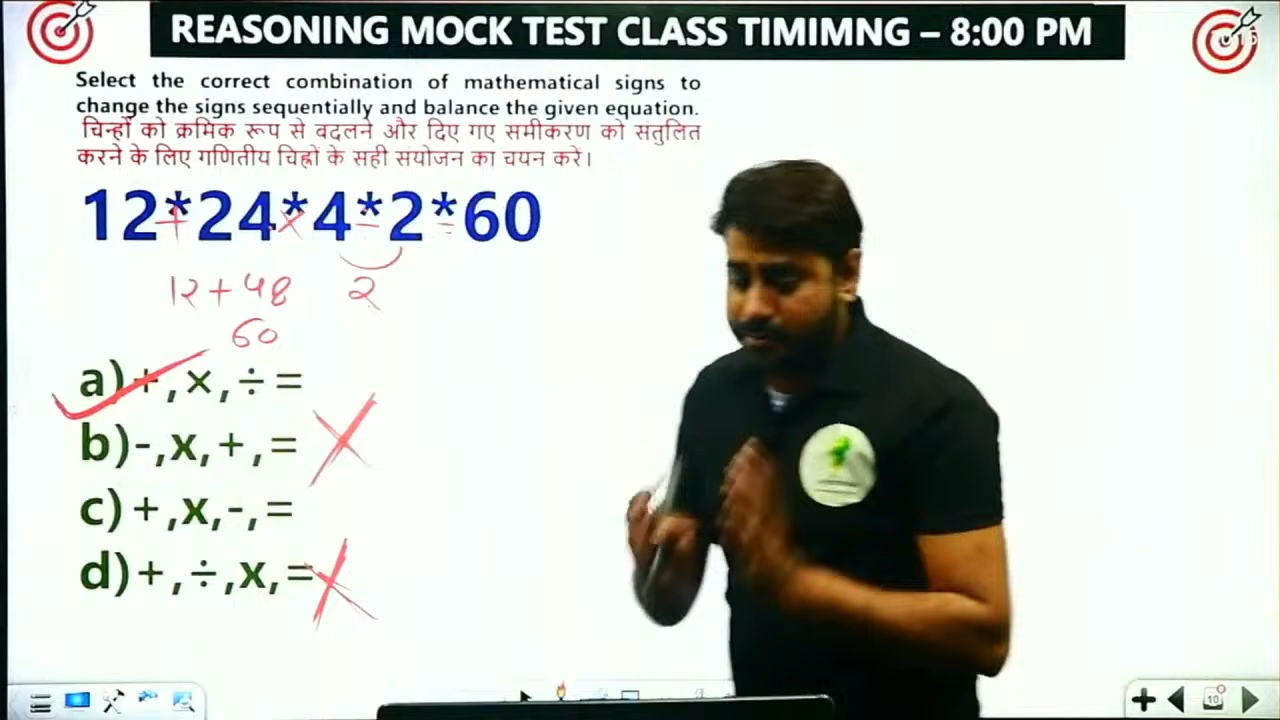 REASONING MOCK TEST CLASS TIMIMNG – 8:00 PM
Select the correct combination of mathematical signs to
change the signs sequentially and balance the given equation.
चिन्हों को क्रमिक रूप से बदलने और दिए गए समीकरण को संतुलित
करने के लिए गणितीय चिह्नों के सही संयोजन का चयन करें।
12*24*4*2*60
+ × - =
12 + 48 2
60
a) +,×,÷ =
b)-,x,+,=
c) +,x,-,=
d)+,÷,x,=
10